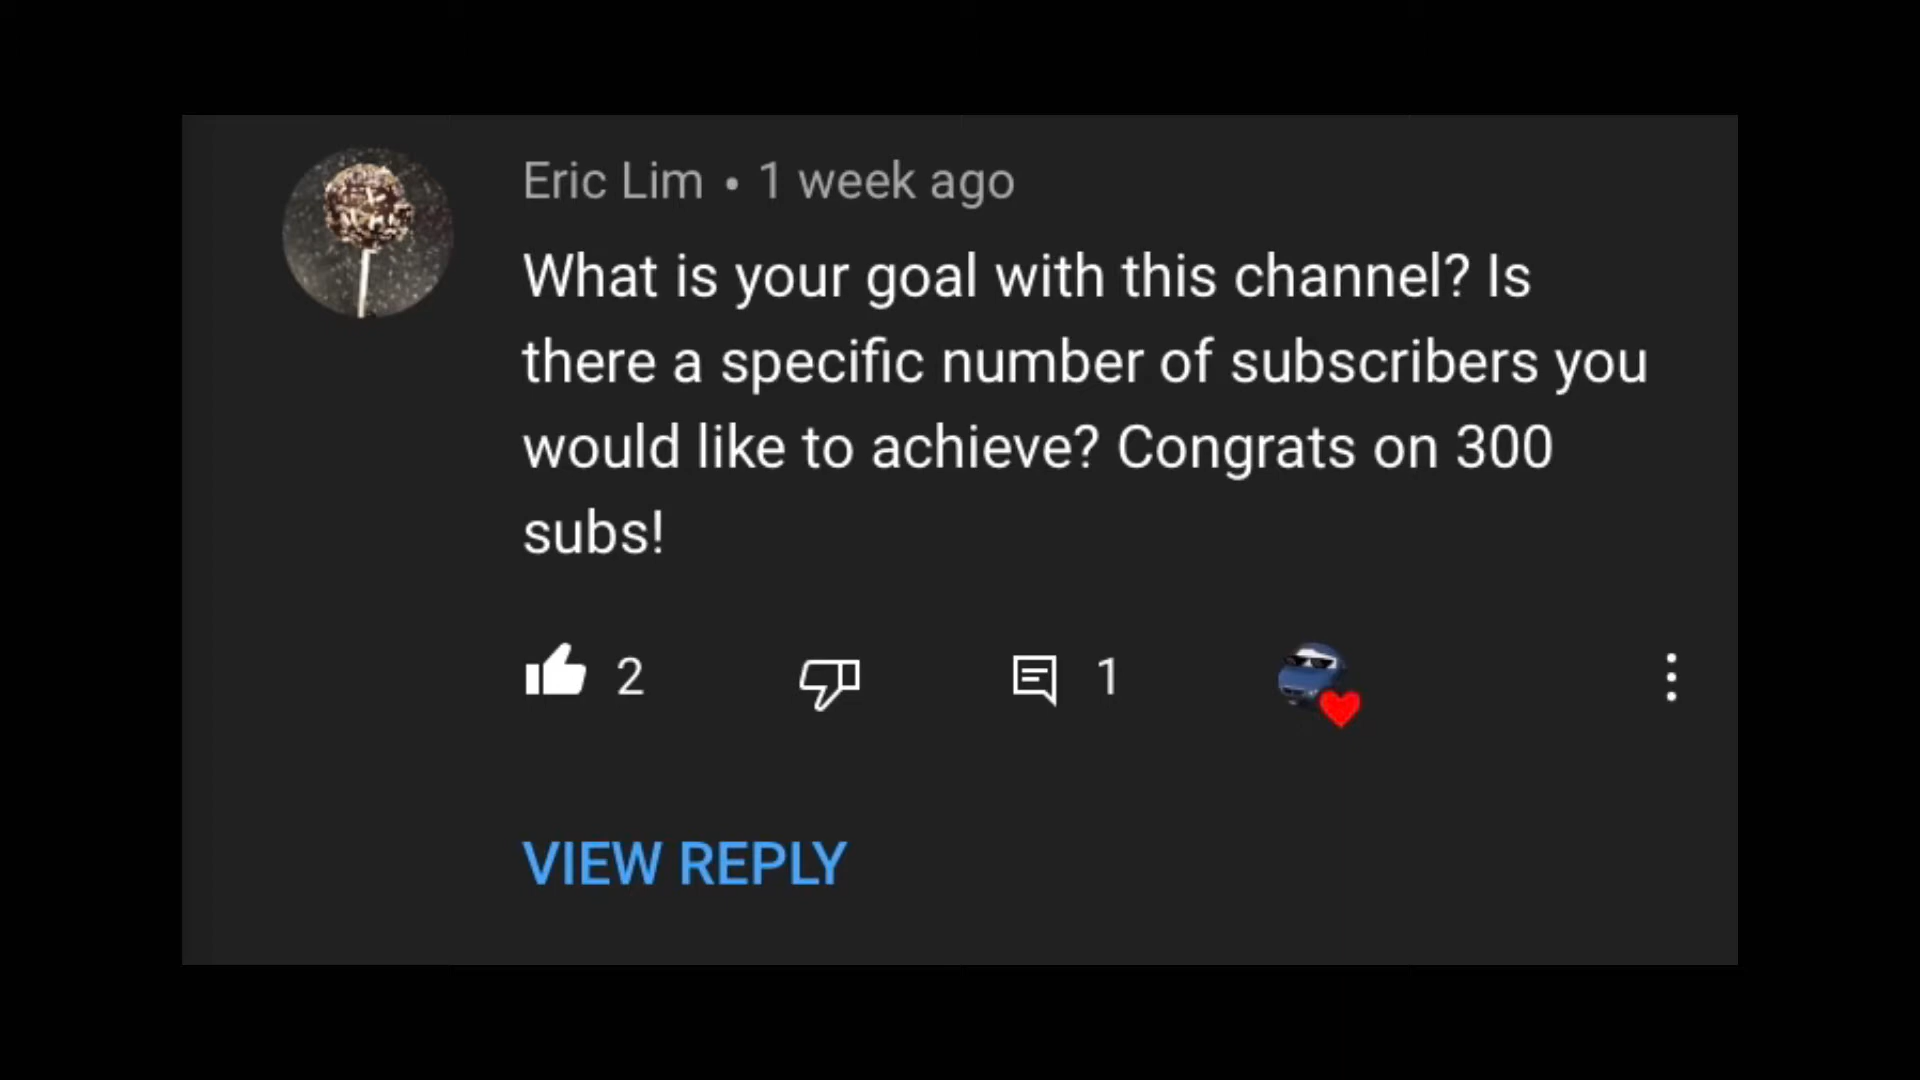 Eric Lim • 1 week ago
What is your goal with this channel? Is
there a specific number of subscribers you
would like to achieve? Congrats on 300
subs!
2
1
VIEW REPLY